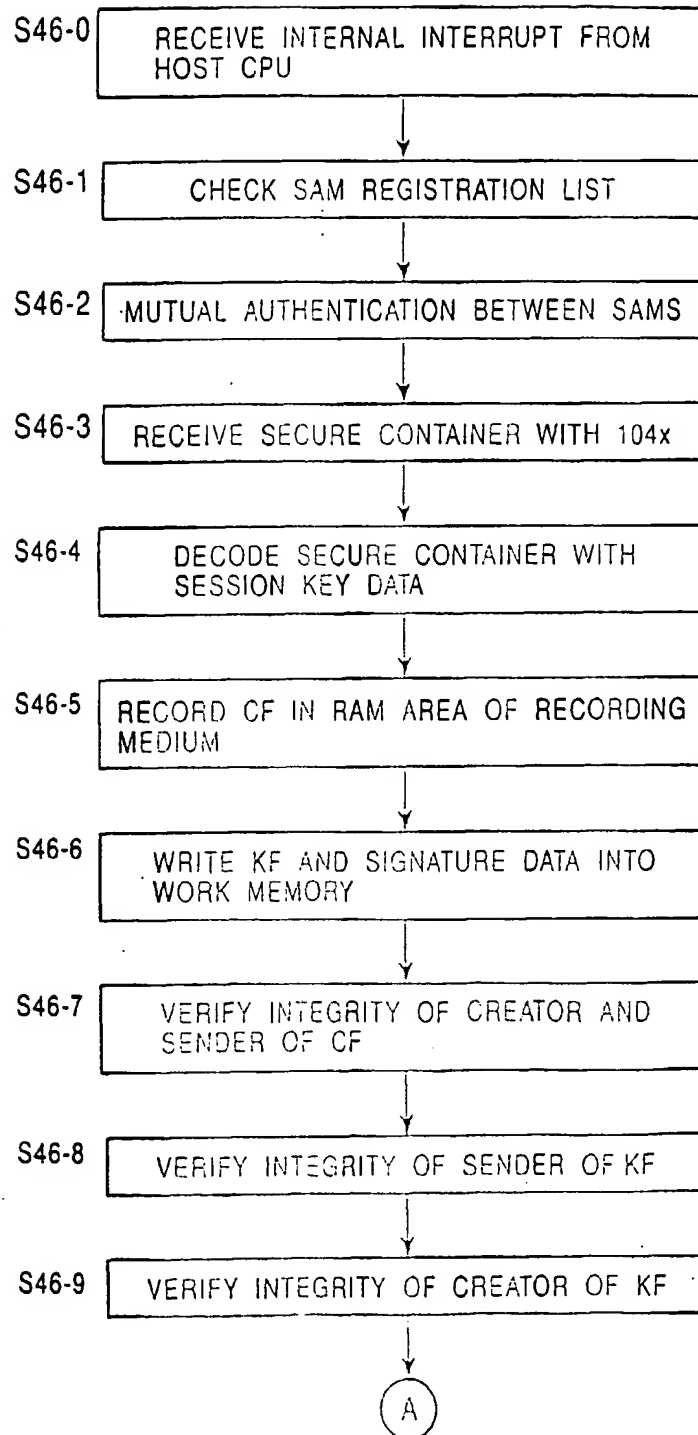 S46-0
RECEIVE INTERNAL INTERRUPT FROM
HOST CPU
S46-1
CHECK SAM REGISTRATION LIST
S46-2
MUTUAL AUTHENTICATION BETWEEN SAMS
S46-3
RECEIVE SECURE CONTAINER WITH 104x
S46-4
DECODE SECURE CONTAINER WITH
SESSION KEY DATA
S46-5
RECORD CF IN RAM AREA OF RECORDING
MEDIUM
S46-6
WRITE KF AND SIGNATURE DATA INTO
WORK MEMORY
S46-7
VERIFY INTEGRITY OF CREATOR AND
SENDER OF CF
S46-8
VERIFY INTEGRITY OF SENDER OF KF
S46-9
VERIFY INTEGRITY OF CREATOR OF KF
A